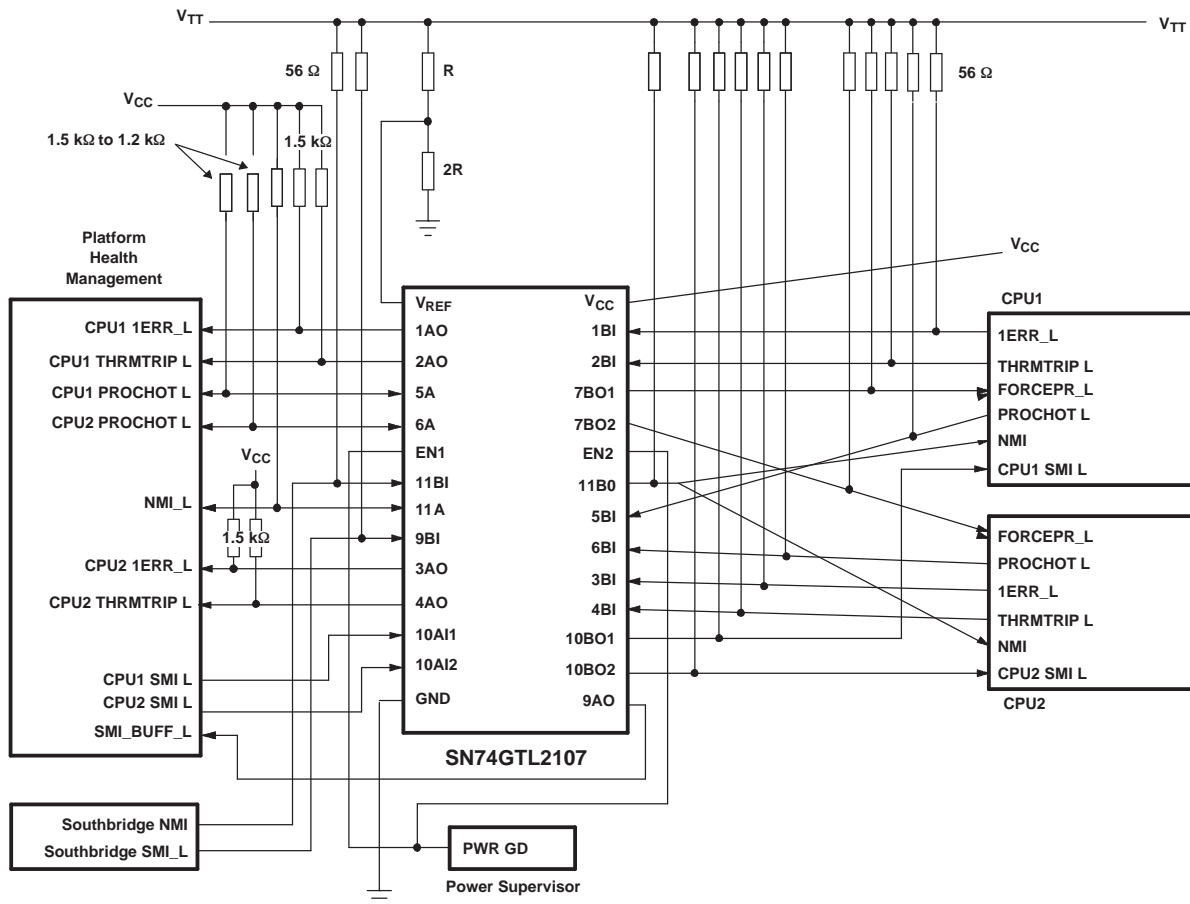 VTT
VTT
56 Ω
R
56 Ω
VCC
1.5 kΩ to 1.2 kΩ
1.5 kΩ
2R
Platform
Health
Management
VCC
CPU1
VREF
VCC
CPU1 1ERR_L
1AO
1BI
1ERR_L
CPU1 THRMTRIP L
2AO
2BI
THRMTRIP L
CPU1 PROCHOT L
5A
7BO1
FORCEPR_L
CPU2 PROCHOT L
6A
7BO2
PROCHOT L
VCC
EN1
EN2
NMI
11BI
11B0
CPU1 SMI L
NMI_L
11A
5BI
1.5 kΩ
9BI
6BI
FORCEPR_L
PROCHOT L
CPU2 1ERR_L
3AO
3BI
1ERR_L
CPU2 THRMTRIP L
4AO
4BI
THRMTRIP L
10AI1
10BO1
NMI
CPU1 SMI L
10AI2
10BO2
CPU2 SMI L
CPU2 SMI L
GND
9AO
CPU2
SMI_BUFF_L
SN74GTL2107
Southbridge NMI
Southbridge SMI_L
PWR GD
Power Supervisor